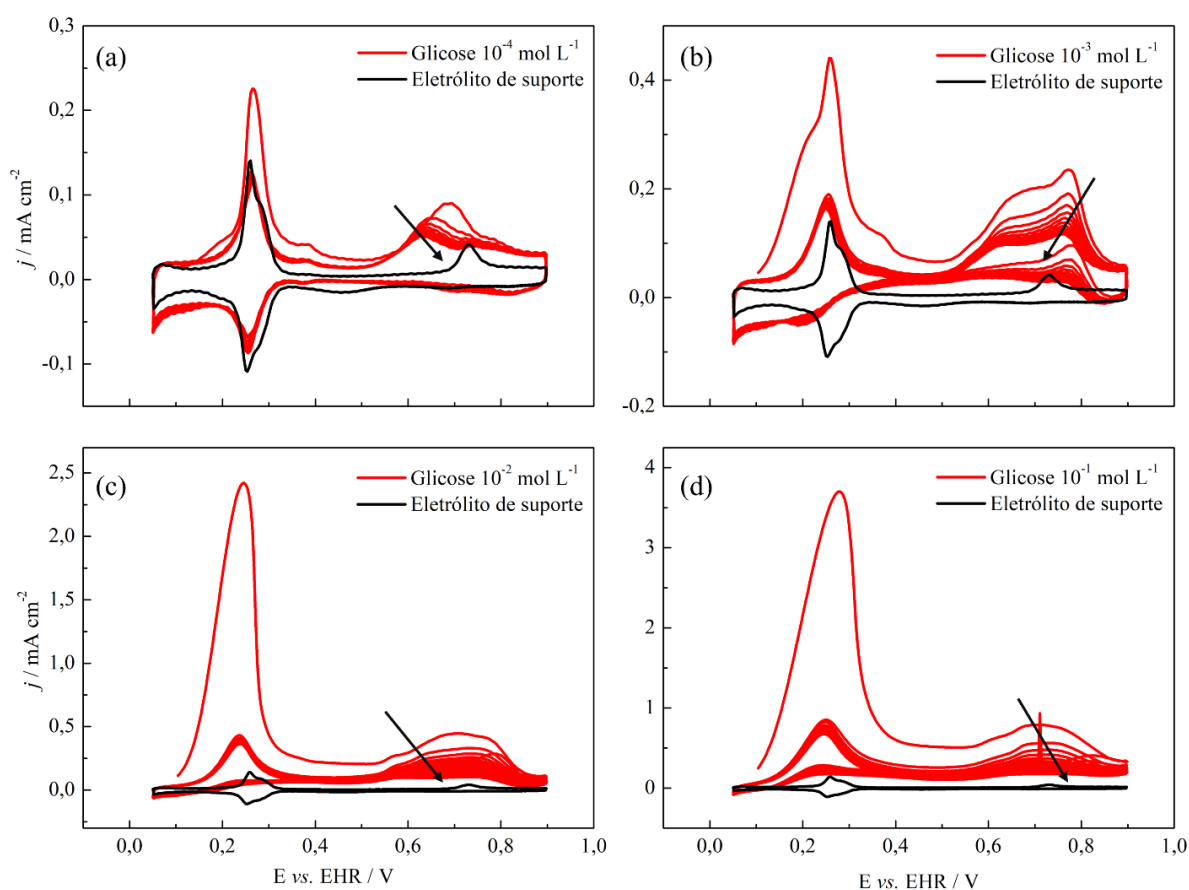 (a)
Glicose 10⁻⁴ mol L⁻¹
Eletrólito de suporte
0,3
0,2
0,1
0,0
-0,1
j / mA cm⁻²
(b)
Glicose 10⁻³ mol L⁻¹
Eletrólito de suporte
0,4
0,2
0,0
-0,2
(c)
Glicose 10⁻² mol L⁻¹
Eletrólito de suporte
2,5
2,0
1,5
1,0
0,5
0,0
j / mA cm⁻²
0,0 0,2 0,4 0,6 0,8 1,0
E vs. EHR / V
(d)
Glicose 10⁻¹ mol L⁻¹
Eletrólito de suporte
4
3
2
1
0
0,0 0,2 0,4 0,6 0,8 1,0
E vs. EHR / V